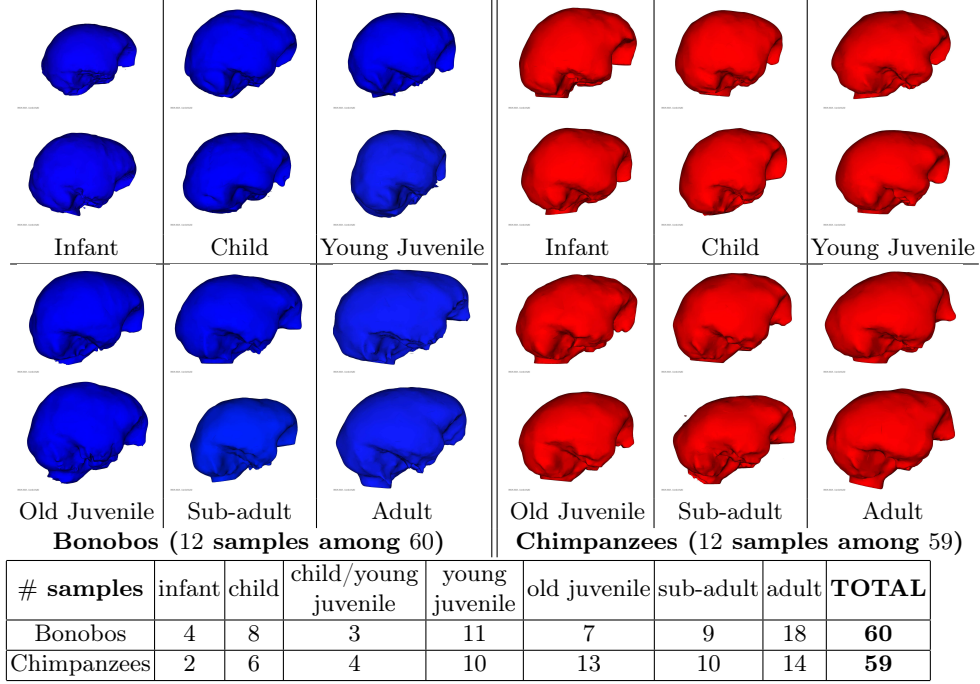 Infant Child Young Juvenile Infant Child Young Juvenile
Old Juvenile Sub-adult Adult Old Juvenile Sub-adult Adult
Bonobos (12 samples among 60) Chimpanzees (12 samples among 59)
# samples infant child child/young juvenile young juvenile old juvenile sub-adult adult TOTAL
Bonobos 4 8 3 11 7 9 18 60
Chimpanzees 2 6 4 10 13 10 14 59